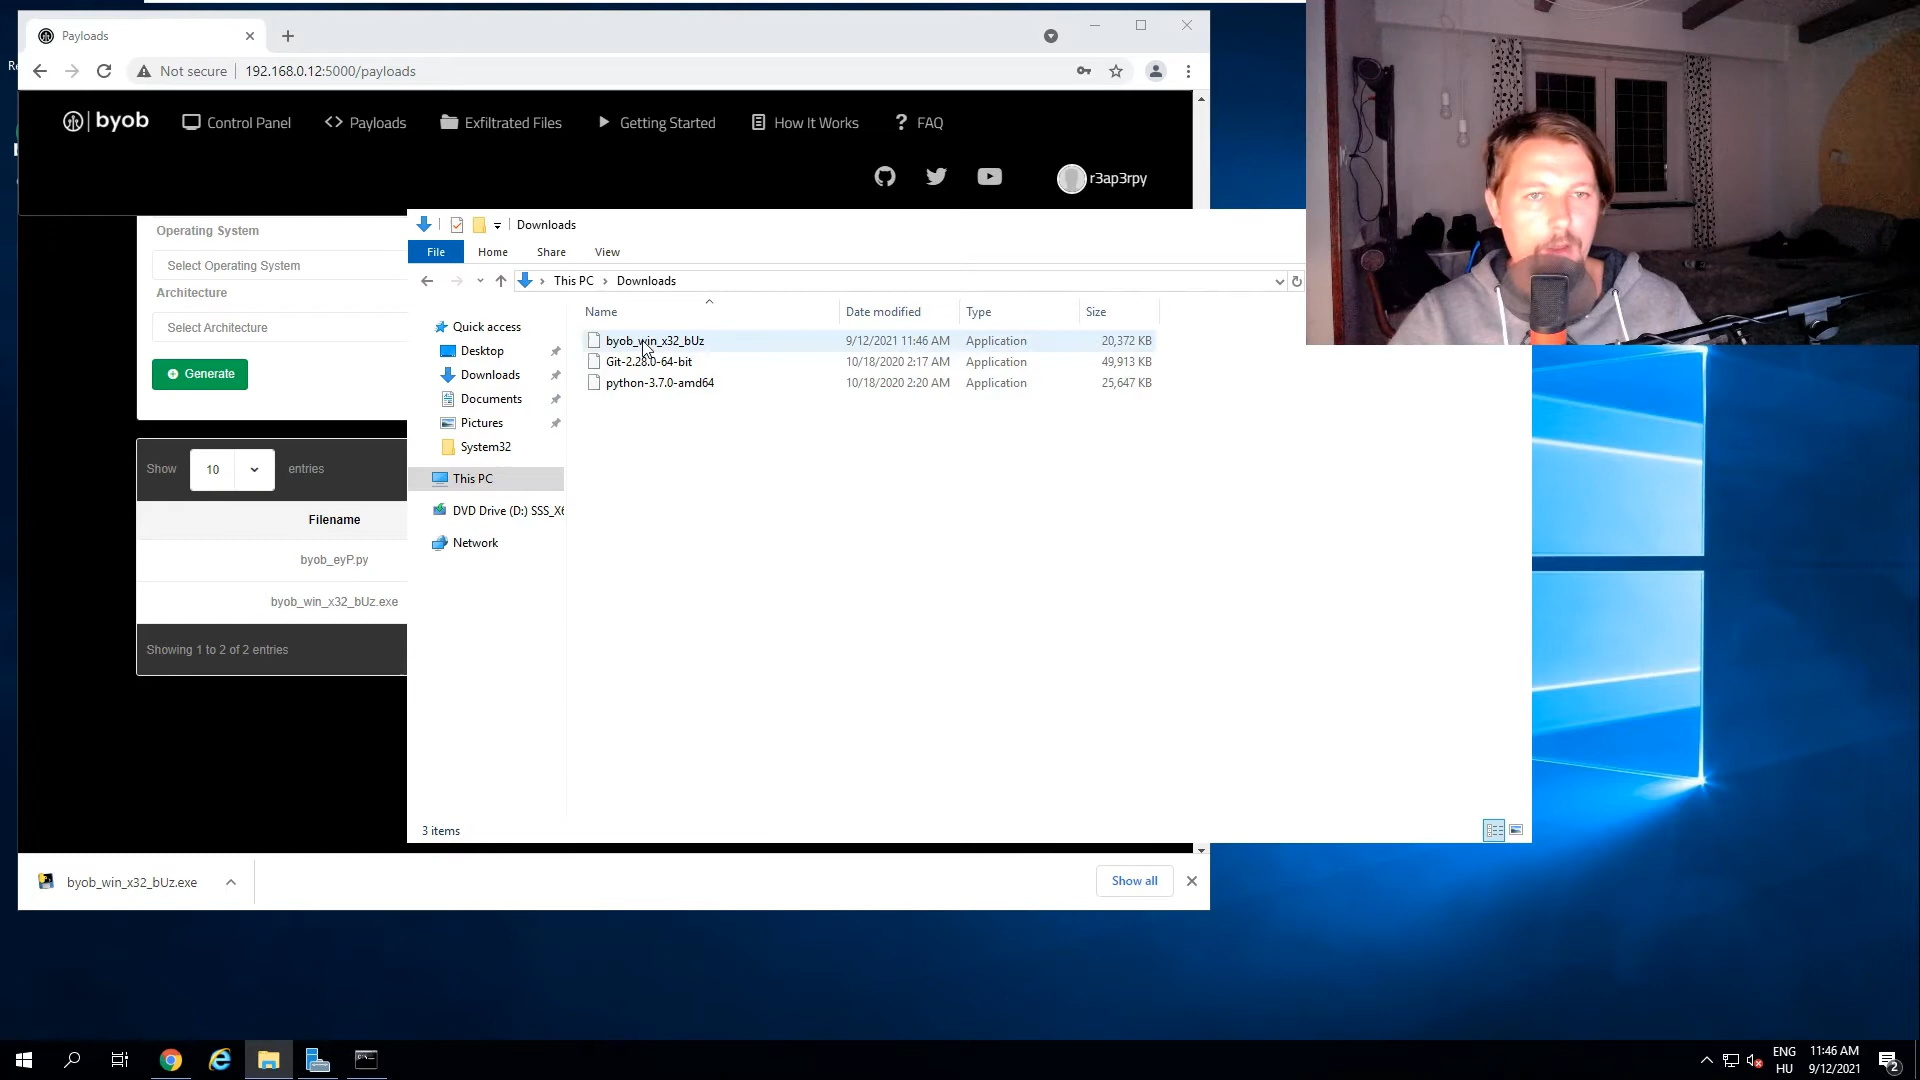 Payloads
Not secure
192.168.0.12:5000/payloads
byob
Control Panel
Payloads
Exfiltrated Files
Getting Started
How It Works
? FAQ
r3ap3rpy
Operating System
Select Operating System
Architecture
Select Architecture
Generate
Show
10
entries
Filename
byob_eyP.py
byob_win_x32_bUz.exe
Showing 1 to 2 of 2 entries
Downloads
File
Home
Share
View
This PC
Downloads
Name
Date modified
Type
Size
byob_win_x32_bUz
9/12/2021 11:46 AM
Application
20,372 KB
Git-2.28.0-64-bit
10/18/2020 2:17 AM
Application
49,913 KB
python-3.7.0-amd64
10/18/2020 2:20 AM
Application
25,647 KB
Quick access
Desktop
Downloads
Documents
Pictures
System32
This PC
DVD Drive (D:) SSS_X6
Network
3 items
byob_win_x32_bUz.exe
Show all
ENG
HU
11:46 AM
9/12/2021
2